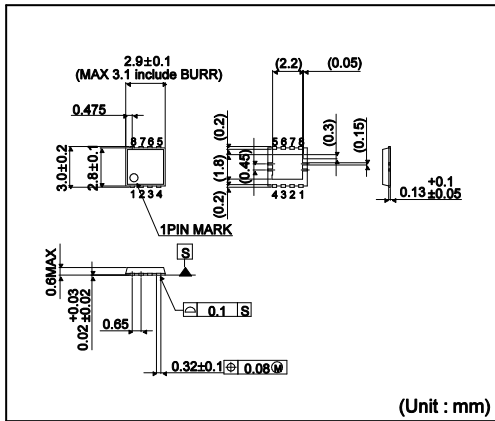 2.9±0.1
(MAX 3.1 include BURR)
0.475
8 7 6 5
3.0±0.2
2.8±0.1
1 2 3 4
1PIN MARK
(2.2)
(0.05)
(0.2)
(1.8)
(0.2)
(0.45)
5 6 7 8
4 3 2 1
(0.3)
(0.15)
+0.1
0.13 ±0.05
S
0.6MAX
+0.03
0.02 ±0.02
0.65
0.1 S
0.32±0.1 ⌖ 0.08 Ⓜ
(Unit : mm)